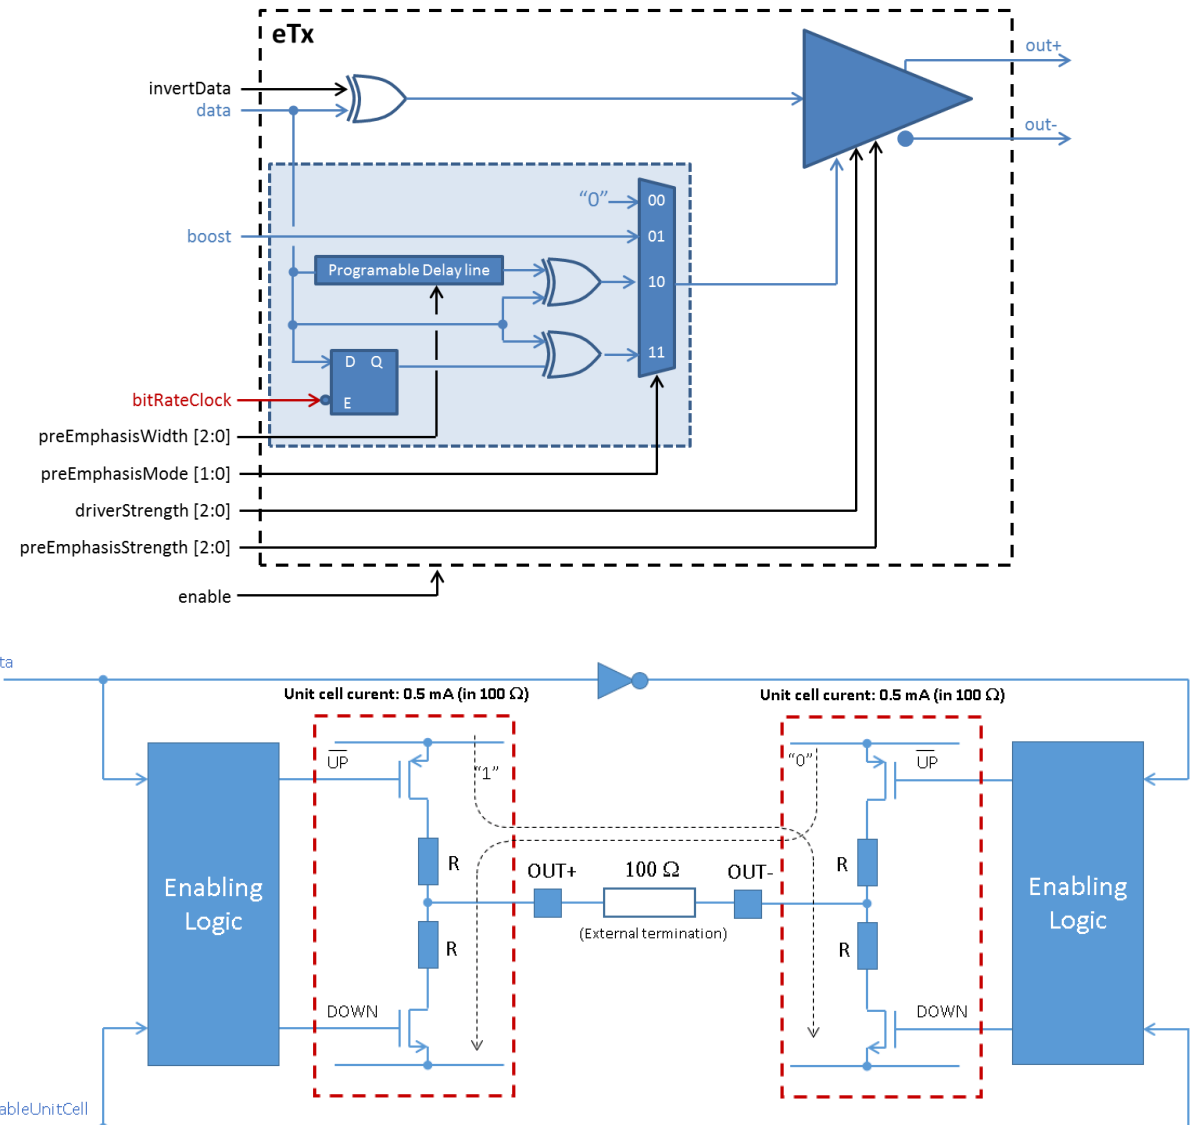 eTx
out+
invertData
data
out-
"0"
00
boost
01
Programable Delay line
10
11
D Q
E
bitRateClock
preEmphasisWidth [2:0]
preEmphasisMode [1:0]
driverStrength [2:0]
preEmphasisStrength [2:0]
enable
ta
Unit cell curent: 0.5 mA (in 100 Ω)
Unit cell curent: 0.5 mA (in 100 Ω)
UP
"1"
"0"
UP
R
R
OUT+
100 Ω
OUT-
Enabling
Logic
Enabling
Logic
(External termination)
R
R
DOWN
DOWN
ableUnitCell